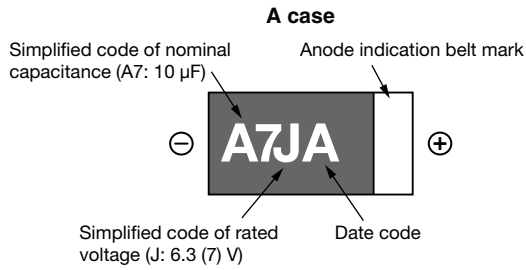 A case
Simplified code of nominal
capacitance (A7: 10 µF)
Anode indication belt mark
⊖
A7JA
⊕
Simplified code of rated
voltage (J: 6.3 (7) V)
Date code